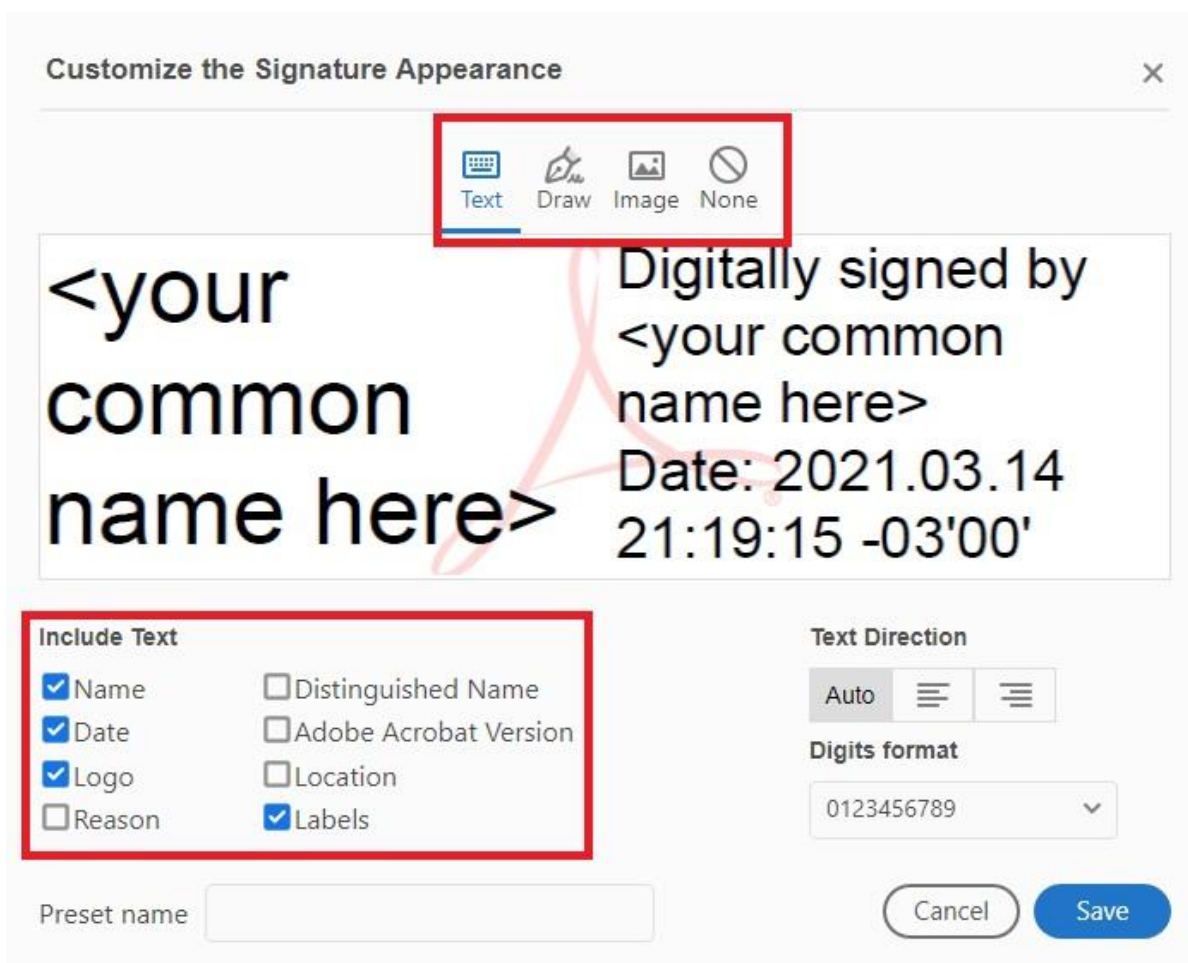 Customize the Signature Appearance
Text Draw Image None
<your
common
name here>
Digitally signed by
<your common
name here>
Date: 2021.03.14
21:19:15 -03'00'
Include Text
Name
Distinguished Name
Date
Adobe Acrobat Version
Logo
Location
Reason
Labels
Text Direction
Auto
Digits format
0123456789
Preset name
Cancel
Save